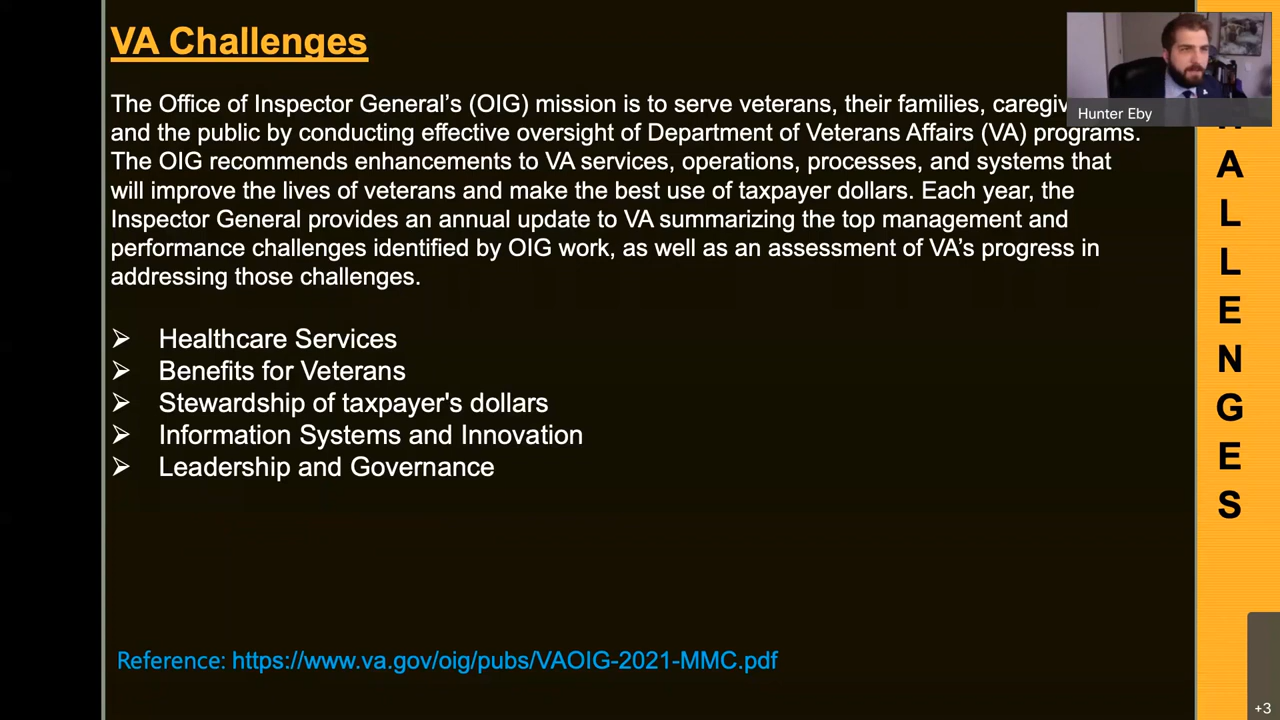 VA Challenges
The Office of Inspector General's (OIG) mission is to serve veterans, their families,
and the public by conducting effective oversight of Department of Veterans Affairs (VA) programs.
The OIG recommends enhancements to VA services, operations, processes, and systems that
will improve the lives of veterans and make the best use of taxpayer dollars. Each year, the
Inspector General provides an annual update to VA summarizing the top management and
performance challenges identified by OIG work, as well as an assessment of VA's progress in
addressing those challenges.
➢ Healthcare Services
➢ Benefits for Veterans
➢ Stewardship of taxpayer's dollars
➢ Information Systems and Innovation
➢ Leadership and Governance
Reference: https://www.va.gov/oig/pubs/VAOIG-2021-MMC.pdf
Hunter Eby
A
L
L
E
N
G
E
S
+3